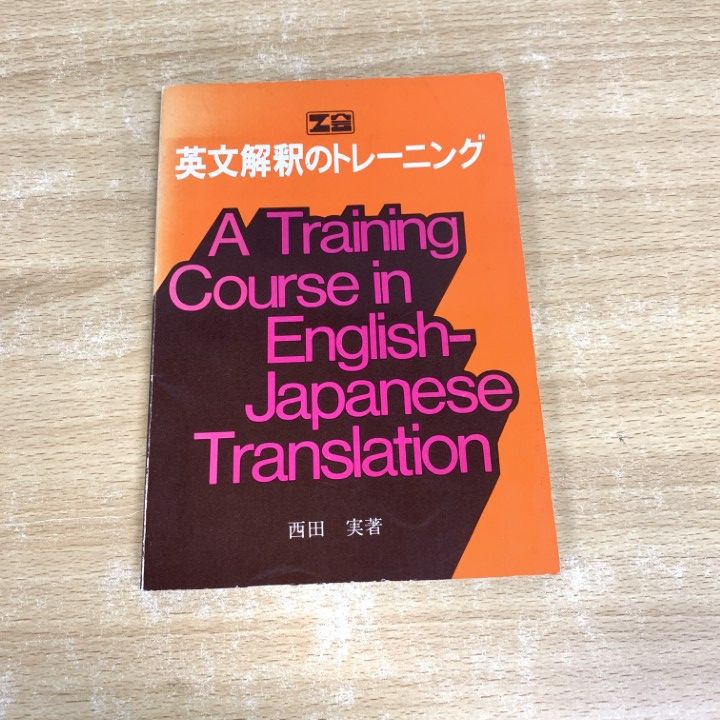 Z会
英文解釈のトレーニング
A Training
Course in
English-
Japanese
Translation
西田 実著